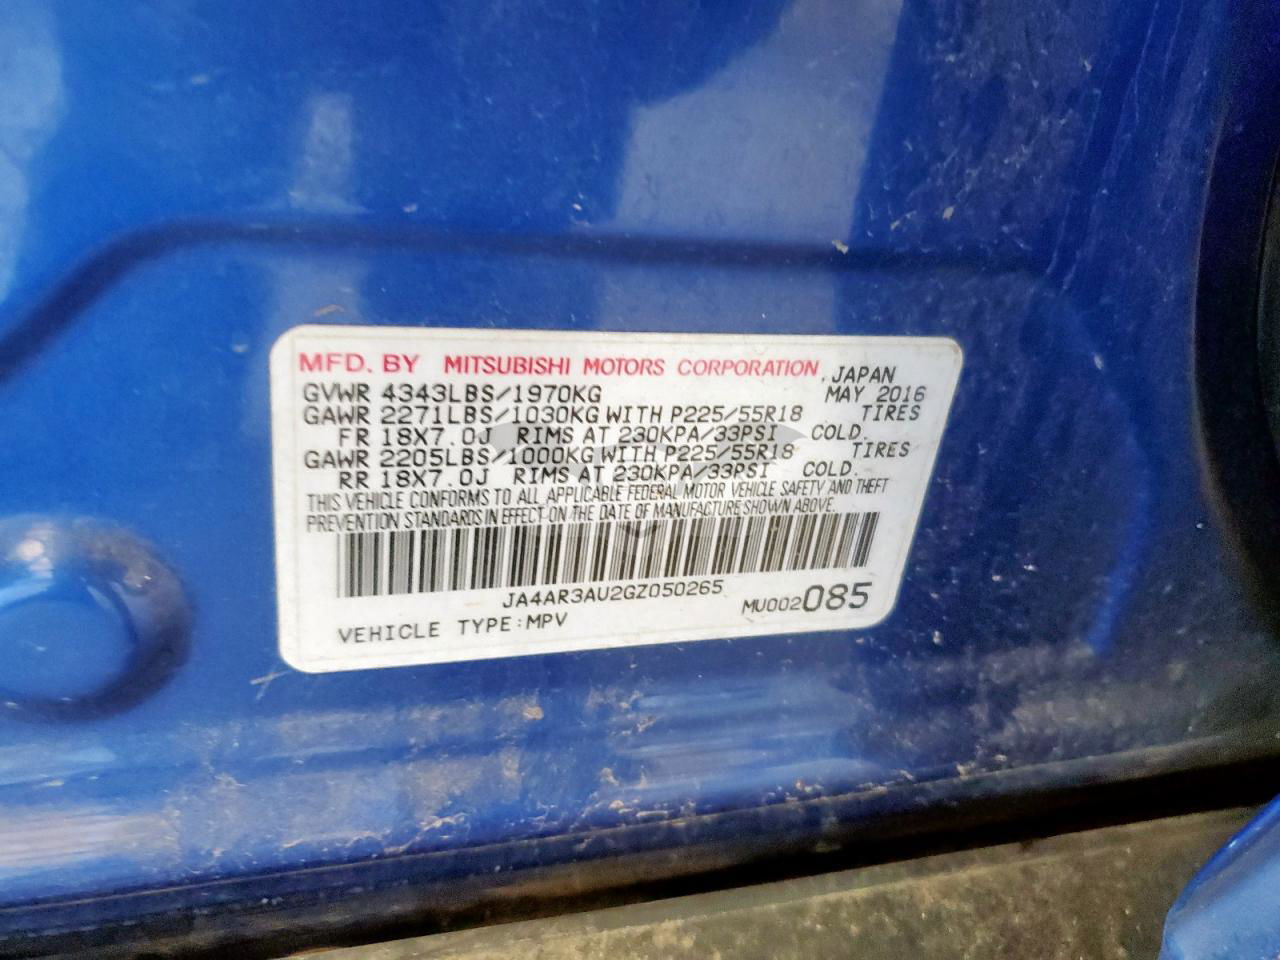 MFD. BY MITSUBISHI MOTORS CORPORATION, JAPAN
GVWR 4343LBS/1970KG MAY 2016
GAWR 2271LBS/1030KG WITH P225/55R18 TIRES
FR 18X7.0J RIMS AT 230KPA/33PSI COLD.
GAWR 2205LBS/1000KG WITH P225/55R18 TIRES
RR 18X7.0J RIMS AT 230KPA/33PSI COLD.
THIS VEHICLE CONFORMS TO ALL APPLICABLE FEDERAL MOTOR VEHICLE SAFETY AND THEFT
PREVENTION STANDARDS IN EFFECT ON THE DATE OF MANUFACTURE SHOWN ABOVE.
JA4AR3AU2GZ050265
MU002085
VEHICLE TYPE:MPV